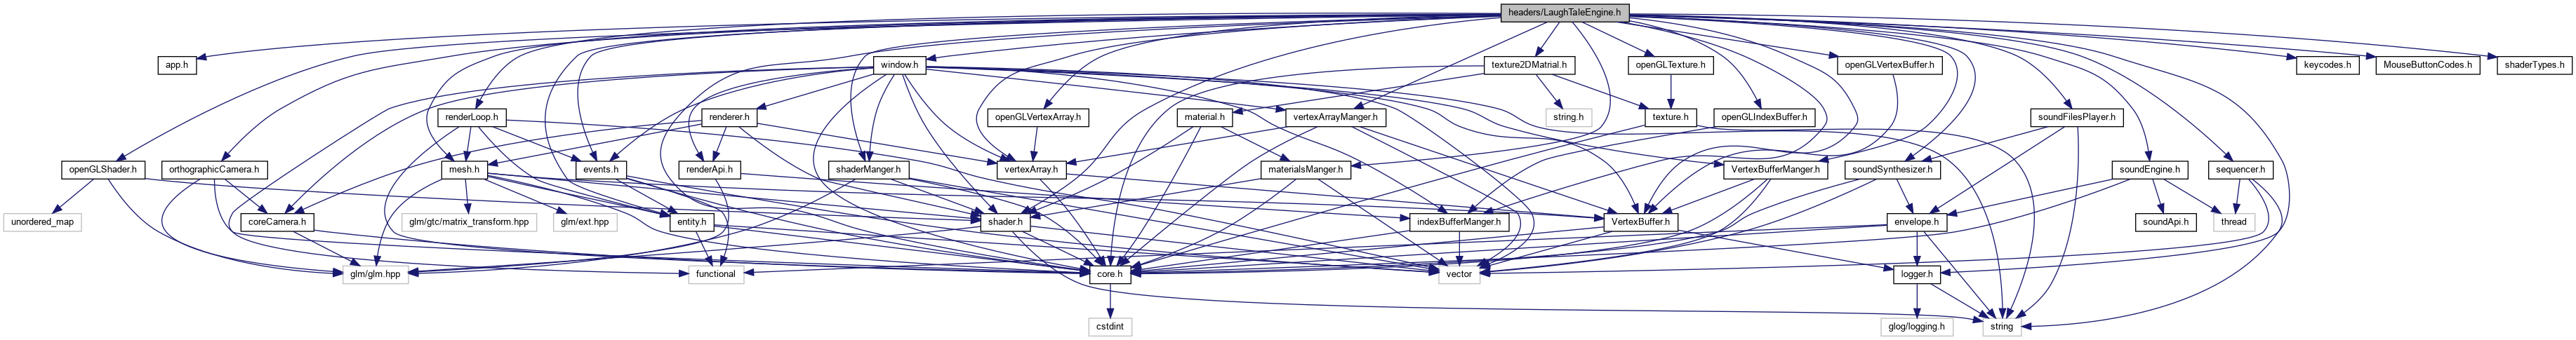 headers/LaughTaleEngine.h
app.h
window.h
texture2DMatrial.h
openGLTexture.h
openGLVertexBuffer.h
keycodes.h
MouseButtonCodes.h
shaderTypes.h
renderLoop.h
renderer.h
openGLVertexArray.h
material.h
vertexArrayManger.h
string.h
texture.h
openGLIndexBuffer.h
soundFilesPlayer.h
openGLShader.h
orthographicCamera.h
mesh.h
events.h
renderApi.h
shaderManger.h
vertexArray.h
materialsManger.h
VertexBufferManger.h
soundSynthesizer.h
soundEngine.h
sequencer.h
unordered_map
coreCamera.h
glm/gtc/matrix_transform.hpp
glm/ext.hpp
entity.h
shader.h
indexBufferManger.h
VertexBuffer.h
envelope.h
soundApi.h
thread
glm/glm.hpp
functional
core.h
vector
logger.h
cstdint
glog/logging.h
string